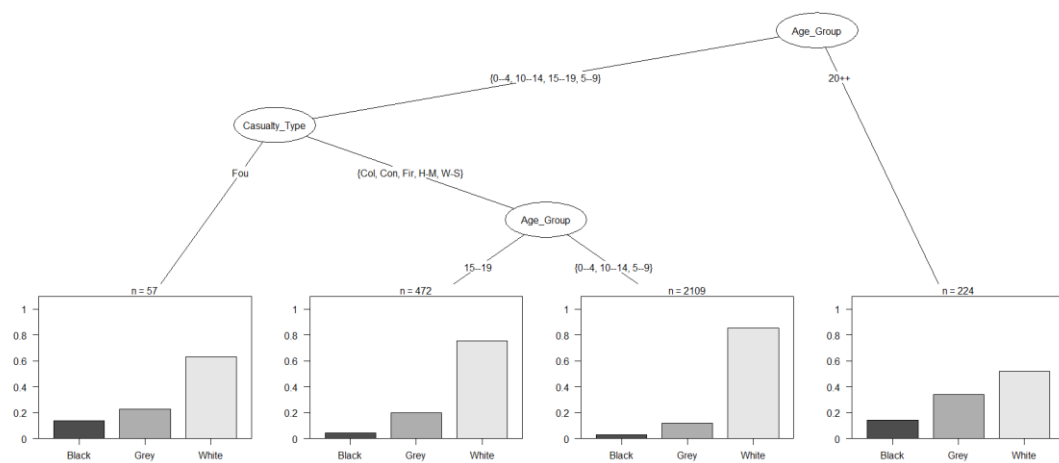 Age_Group
{0--4, 10--14, 15--19, 5--9}
20++
Casualty_Type
Fou
{Col, Con, Fir, H-M, W-S}
Age_Group
15--19
{0--4, 10--14, 5--9}
n = 57
1
0.8
0.6
0.4
0.2
0
Black Grey White
n = 472
1
0.8
0.6
0.4
0.2
0
Black Grey White
n = 2109
1
0.8
0.6
0.4
0.2
0
Black Grey White
n = 224
1
0.8
0.6
0.4
0.2
0
Black Grey White